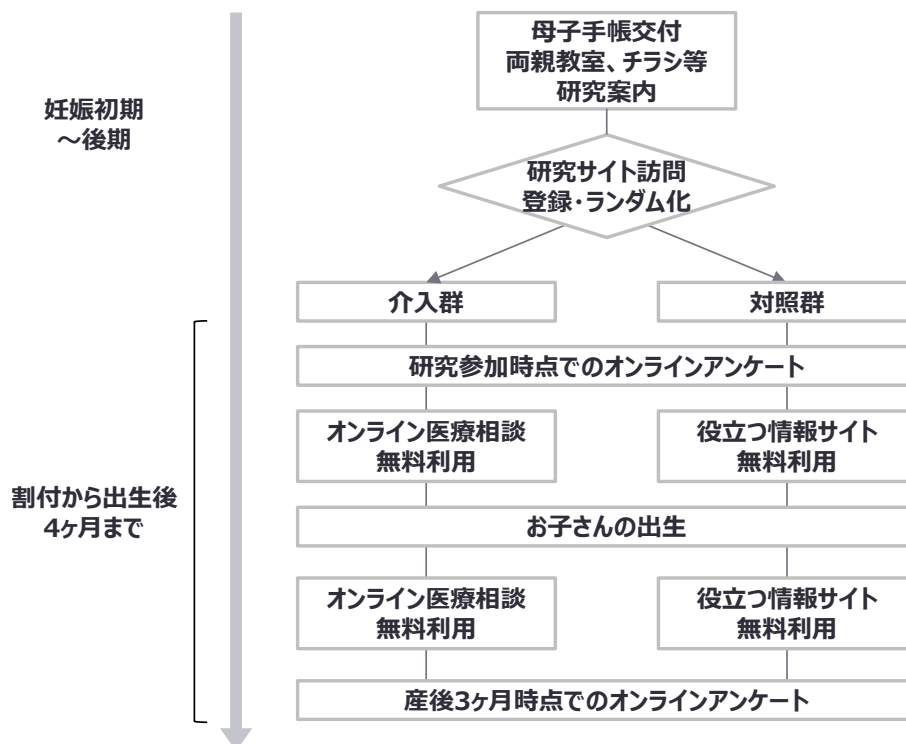 母子手帳交付
両親教室、チラシ等
研究案内
妊娠初期
～後期
研究サイト訪問
登録・ランダム化
介入群
対照群
研究参加時点でのオンラインアンケート
オンライン医療相談
無料利用
役立つ情報サイト
無料利用
割付から出生後
4ヶ月まで
お子さんの出生
オンライン医療相談
無料利用
役立つ情報サイト
無料利用
産後3ヶ月時点でのオンラインアンケート